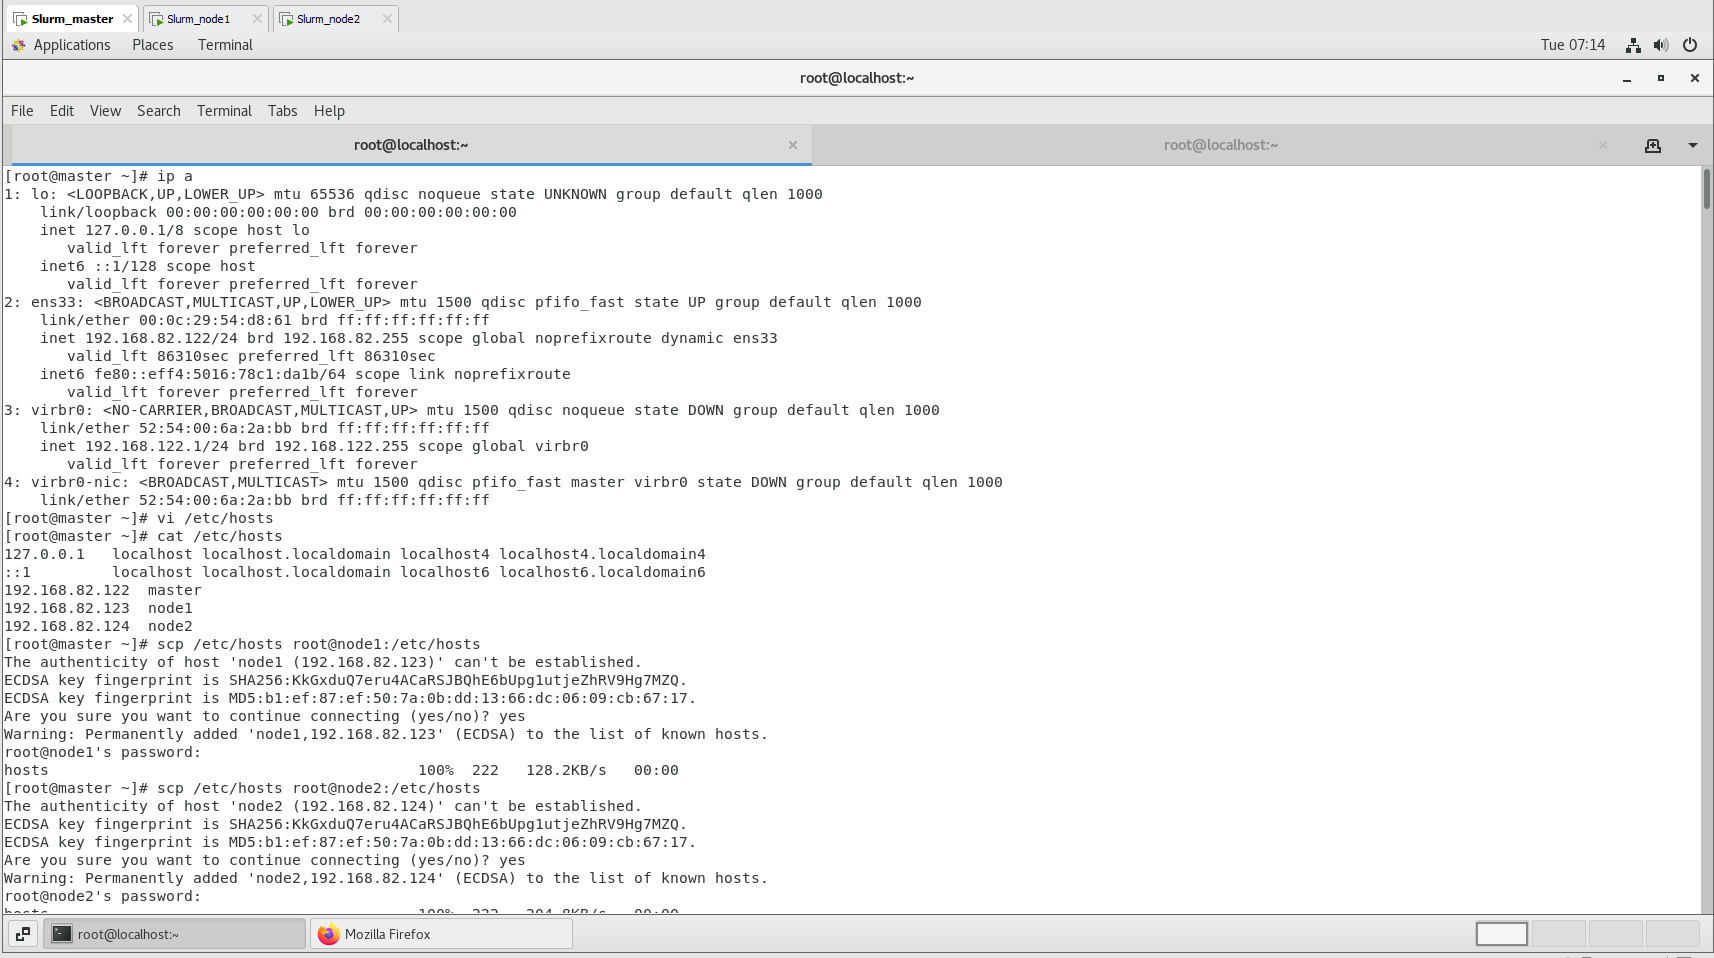 Slurm_master
Slurm_node1
Slurm_node2
Applications Places Terminal
Tue 07:14
root@localhost:~
File Edit View Search Terminal Tabs Help
root@localhost:~
root@localhost:~
[root@master ~]# ip a
1: lo: <LOOPBACK,UP,LOWER_UP> mtu 65536 qdisc noqueue state UNKNOWN group default qlen 1000
    link/loopback 00:00:00:00:00:00 brd 00:00:00:00:00:00
    inet 127.0.0.1/8 scope host lo
       valid_lft forever preferred_lft forever
    inet6 ::1/128 scope host
       valid_lft forever preferred_lft forever
2: ens33: <BROADCAST,MULTICAST,UP,LOWER_UP> mtu 1500 qdisc pfifo_fast state UP group default qlen 1000
    link/ether 00:0c:29:54:d8:61 brd ff:ff:ff:ff:ff:ff
    inet 192.168.82.122/24 brd 192.168.82.255 scope global noprefixroute dynamic ens33
       valid_lft 86310sec preferred_lft 86310sec
    inet6 fe80::eff4:5016:78c1:da1b/64 scope link noprefixroute
       valid_lft forever preferred_lft forever
3: virbr0: <NO-CARRIER,BROADCAST,MULTICAST,UP> mtu 1500 qdisc noqueue state DOWN group default qlen 1000
    link/ether 52:54:00:6a:2a:bb brd ff:ff:ff:ff:ff:ff
    inet 192.168.122.1/24 brd 192.168.122.255 scope global virbr0
       valid_lft forever preferred_lft forever
4: virbr0-nic: <BROADCAST,MULTICAST> mtu 1500 qdisc pfifo_fast master virbr0 state DOWN group default qlen 1000
    link/ether 52:54:00:6a:2a:bb brd ff:ff:ff:ff:ff:ff
[root@master ~]# vi /etc/hosts
[root@master ~]# cat /etc/hosts
127.0.0.1   localhost localhost.localdomain localhost4 localhost4.localdomain4
::1         localhost localhost.localdomain localhost6 localhost6.localdomain6
192.168.82.122  master
192.168.82.123  node1
192.168.82.124  node2
[root@master ~]# scp /etc/hosts root@node1:/etc/hosts
The authenticity of host 'node1 (192.168.82.123)' can't be established.
ECDSA key fingerprint is SHA256:KkGxduQ7eru4ACaRSJBQhE6bUpg1utjeZhRV9Hg7MZQ.
ECDSA key fingerprint is MD5:b1:ef:87:ef:50:7a:0b:dd:13:66:dc:06:09:cb:67:17.
Are you sure you want to continue connecting (yes/no)? yes
Warning: Permanently added 'node1,192.168.82.123' (ECDSA) to the list of known hosts.
root@node1's password:
hosts                                         100%  222   128.2KB/s   00:00
[root@master ~]# scp /etc/hosts root@node2:/etc/hosts
The authenticity of host 'node2 (192.168.82.124)' can't be established.
ECDSA key fingerprint is SHA256:KkGxduQ7eru4ACaRSJBQhE6bUpg1utjeZhRV9Hg7MZQ.
ECDSA key fingerprint is MD5:b1:ef:87:ef:50:7a:0b:dd:13:66:dc:06:09:cb:67:17.
Are you sure you want to continue connecting (yes/no)? yes
Warning: Permanently added 'node2,192.168.82.124' (ECDSA) to the list of known hosts.
root@node2's password:
root@localhost:~
Mozilla Firefox